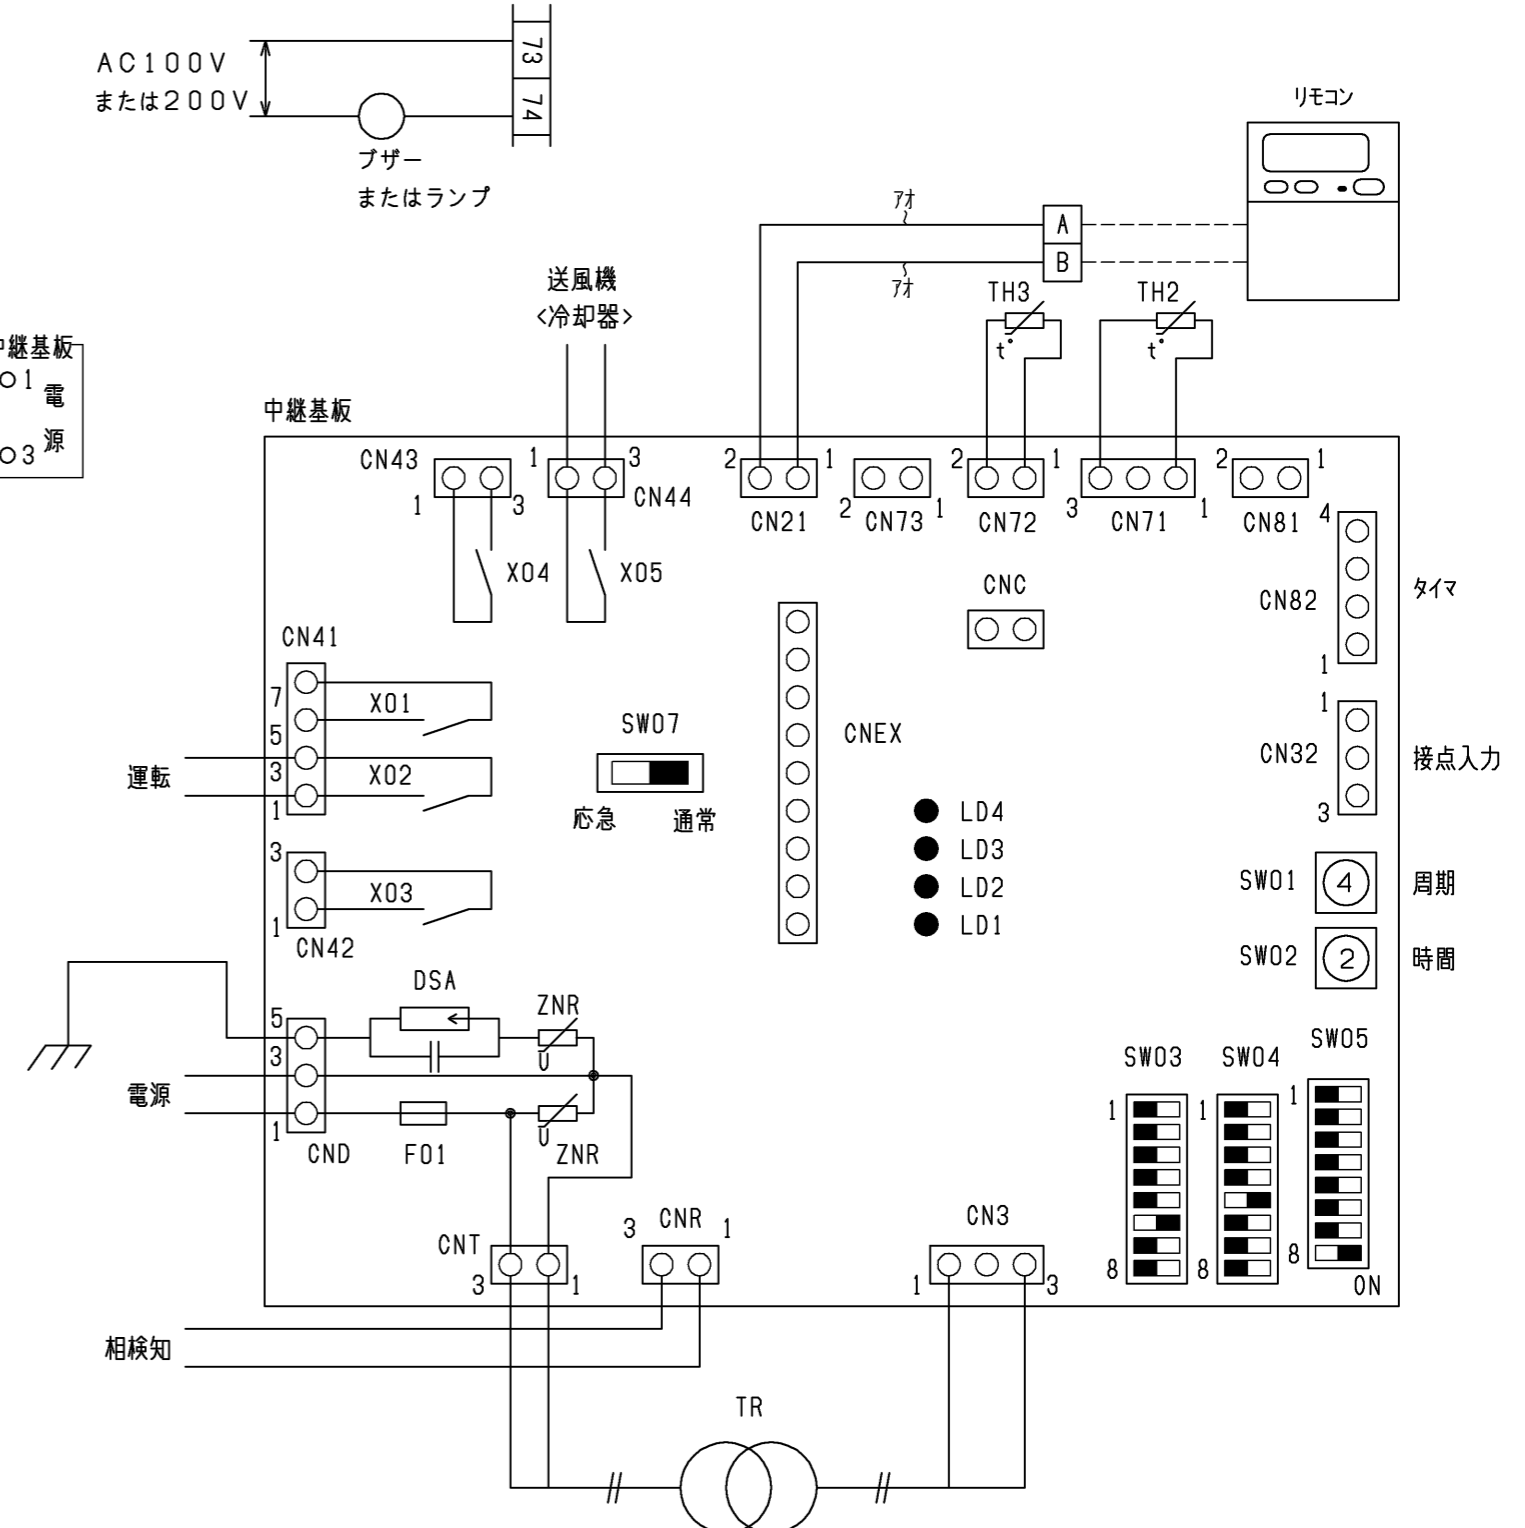 73
AC100V
または200V
74
ブザー
またはランプ
リモコン
アオ
A
B
アオ
送風機
<冷却器>
TH3
t°
TH2
t°
中継基板
1
電
源
3
中継基板
CN43
1
3
1
3
CN44
2
1
CN21
2
1
CN73
2
1
CN72
3
1
CN71
2
1
CN81
4
CN82
1
タイマ
X04
X05
CNC
CN41
7
X01
5
3
X02
1
運転
SW07
応急
通常
CNEX
1
CN32
3
接点入力
LD4
LD3
LD2
LD1
3
X03
1
CN42
SW01
4
周期
SW02
2
時間
DSA
ZNR
U
5
3
電源
1
CND
F01
U
ZNR
SW03
SW04
SW05
1
8
1
8
1
8
ON
CNT
3
1
3
CNR
1
CN3
1
3
相検知
TR